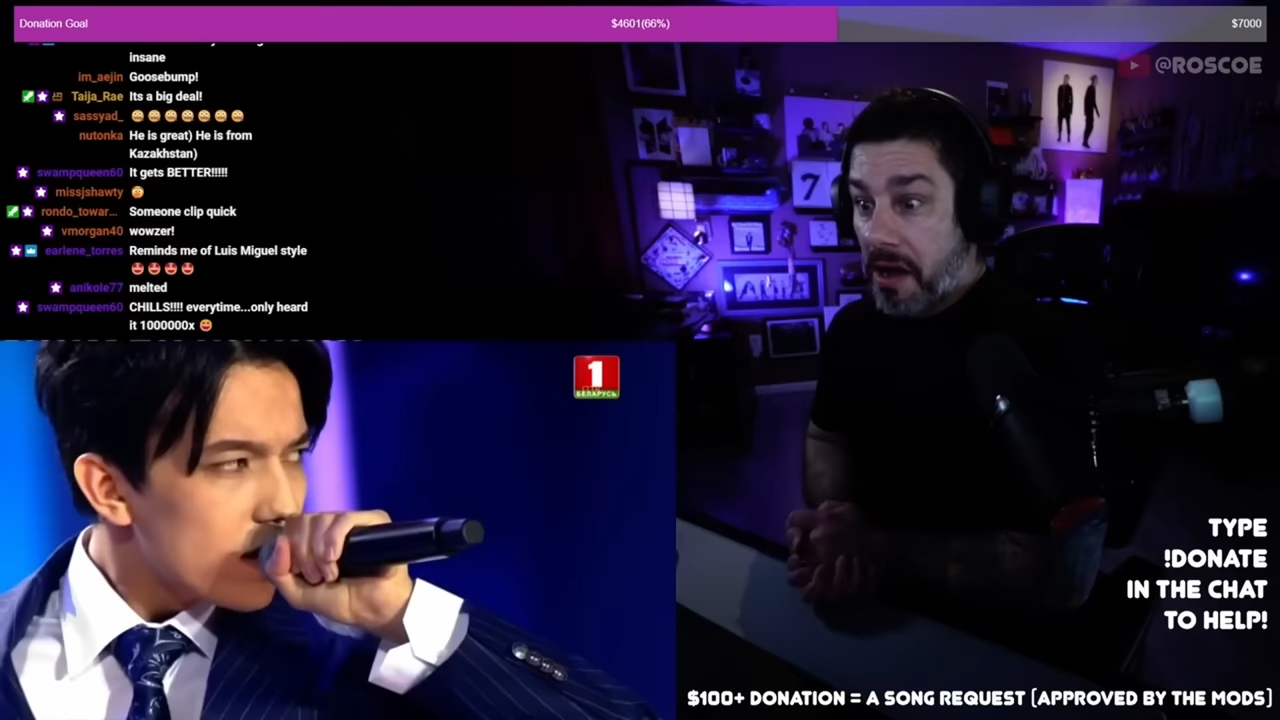 Donation Goal $4601(66%) $7000
insane
im_aejin Goosebump!
Taija_Rae Its a big deal!
sassyad_
nutonka He is great) He is from
Kazakhstan)
swampqueen60 It gets BETTER!!!!!
missjshawty
rondo_towar... Someone clip quick
vmorgan40 wowzer!
earlene_torres Reminds me of Luis Miguel style
anikole77 melted
swampqueen60 CHILLS!!!! everytime...only heard
it 1000000x
@ROSCOE
7
1
БЕЛАРУСЬ
TYPE
!DONATE
IN THE CHAT
TO HELP!
$100+ DONATION = A SONG REQUEST (APPROVED BY THE MODS)